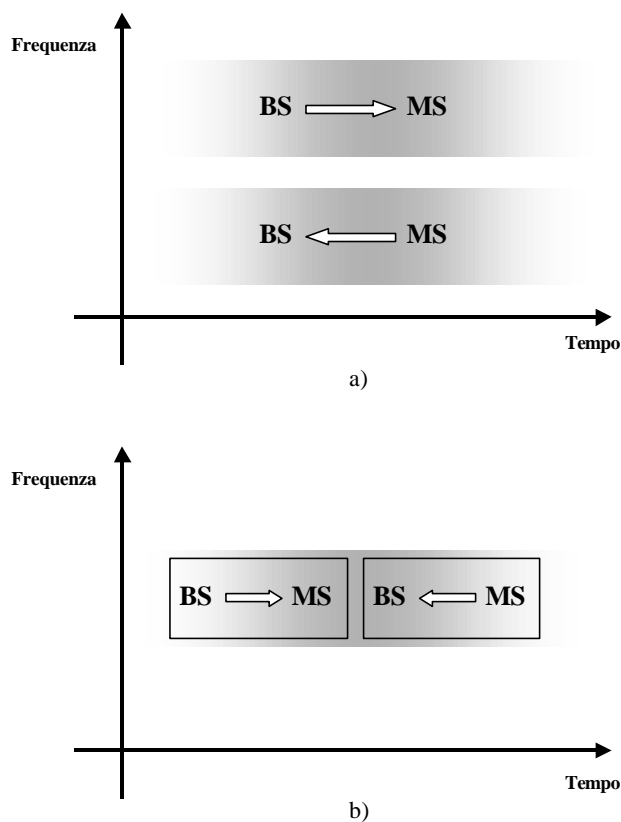 Frequenza
BS MS
BS MS
Tempo
a)
Frequenza
BS MS BS MS
Tempo
b)